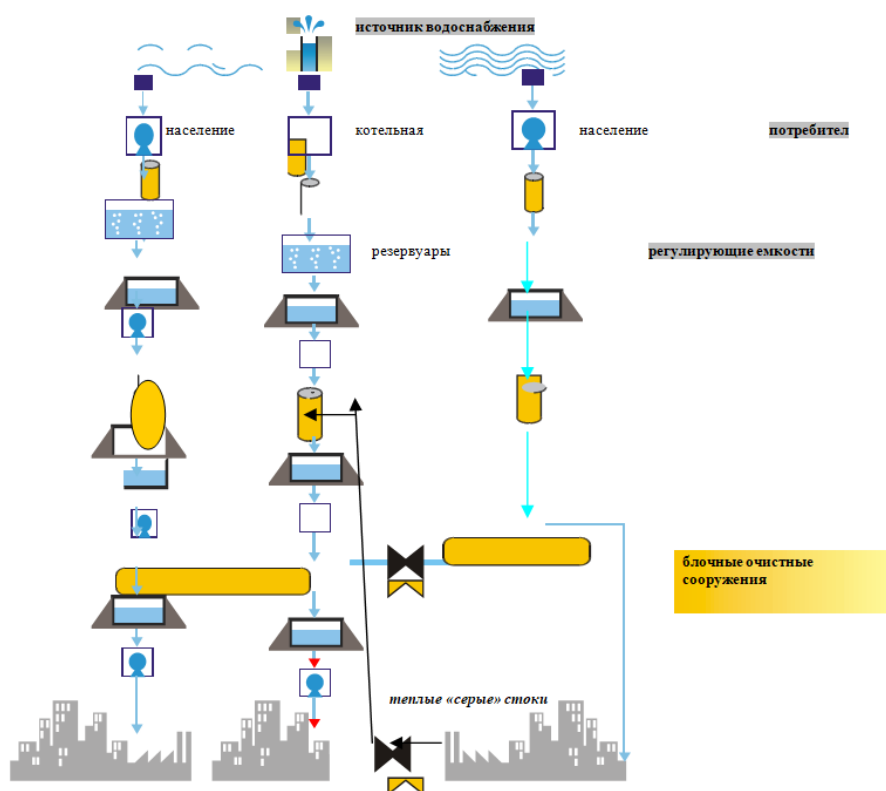 источник водоснабжения
население
котельная
население
потребител
резервуары
регулирующие емкости
блочные очистные
сооружения
теплые «серые» стоки